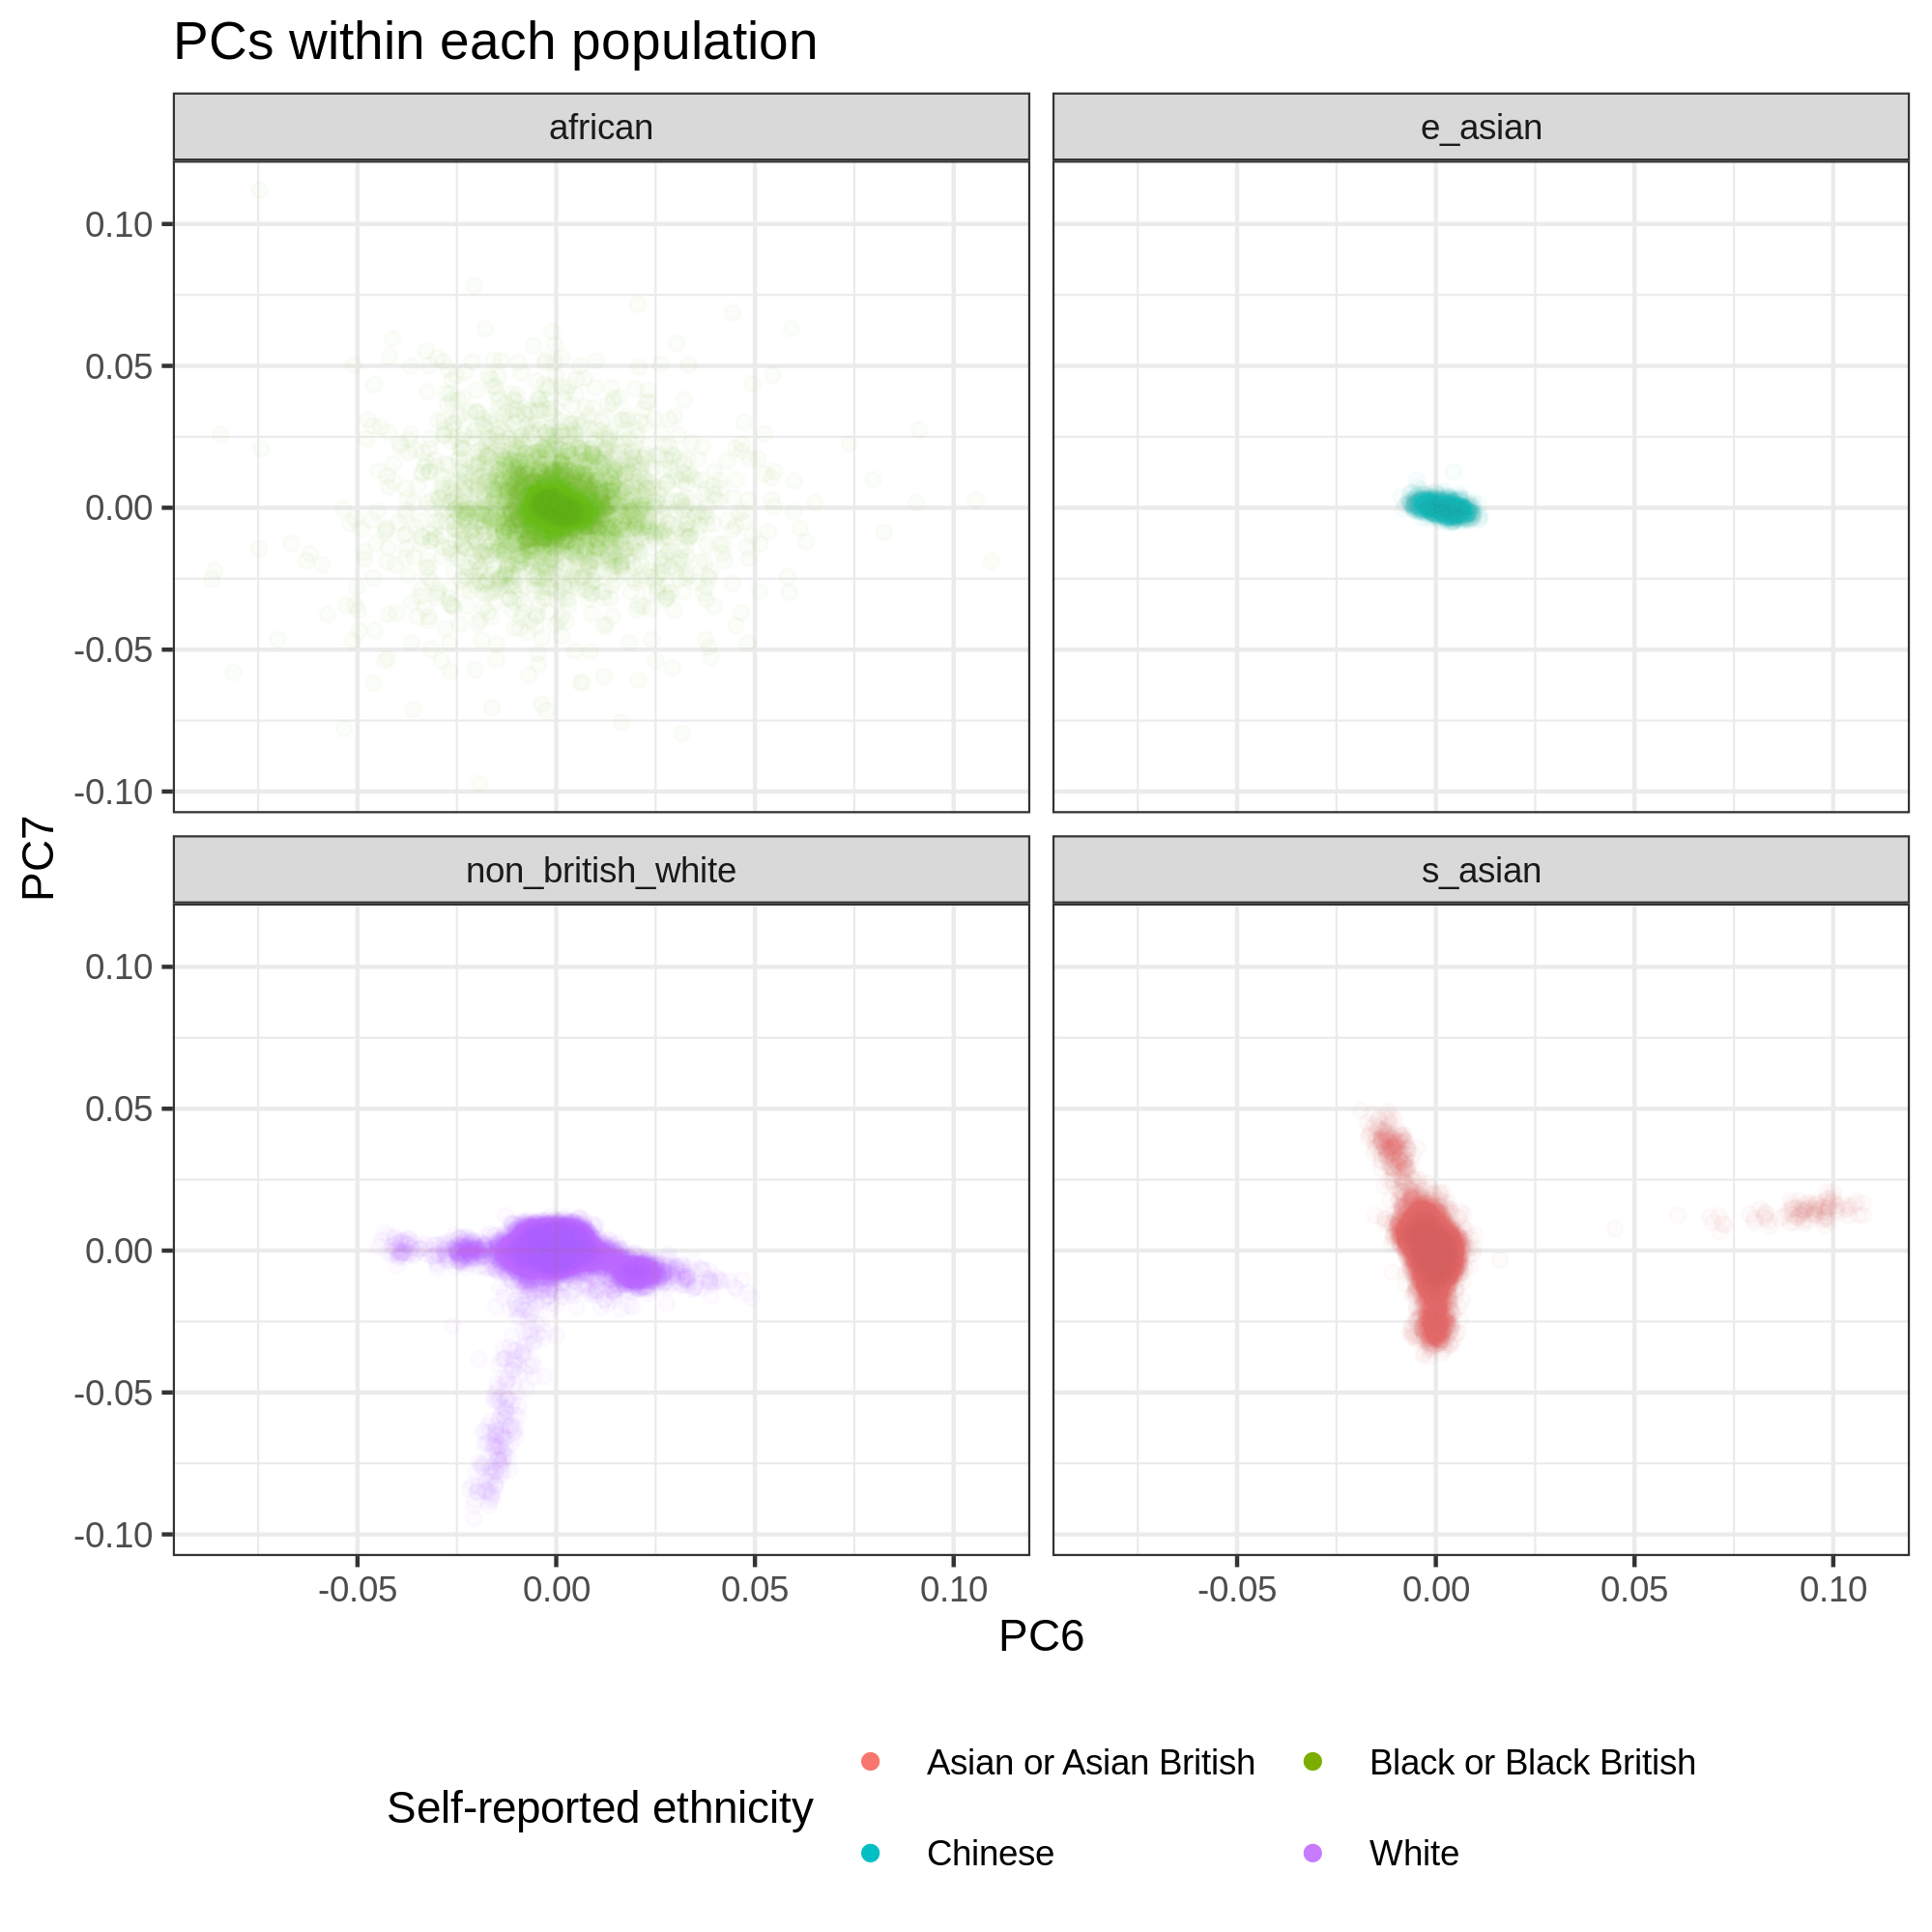 PCs within each population
african
e_asian
0.10
0.05
0.00
-0.05
-0.10
PC7
non_british_white
s_asian
0.10
0.05
0.00
-0.05
-0.10
-0.05 0.00 0.05 0.10
-0.05 0.00 0.05 0.10
PC6
Self-reported ethnicity
Asian or Asian British
Black or Black British
Chinese
White